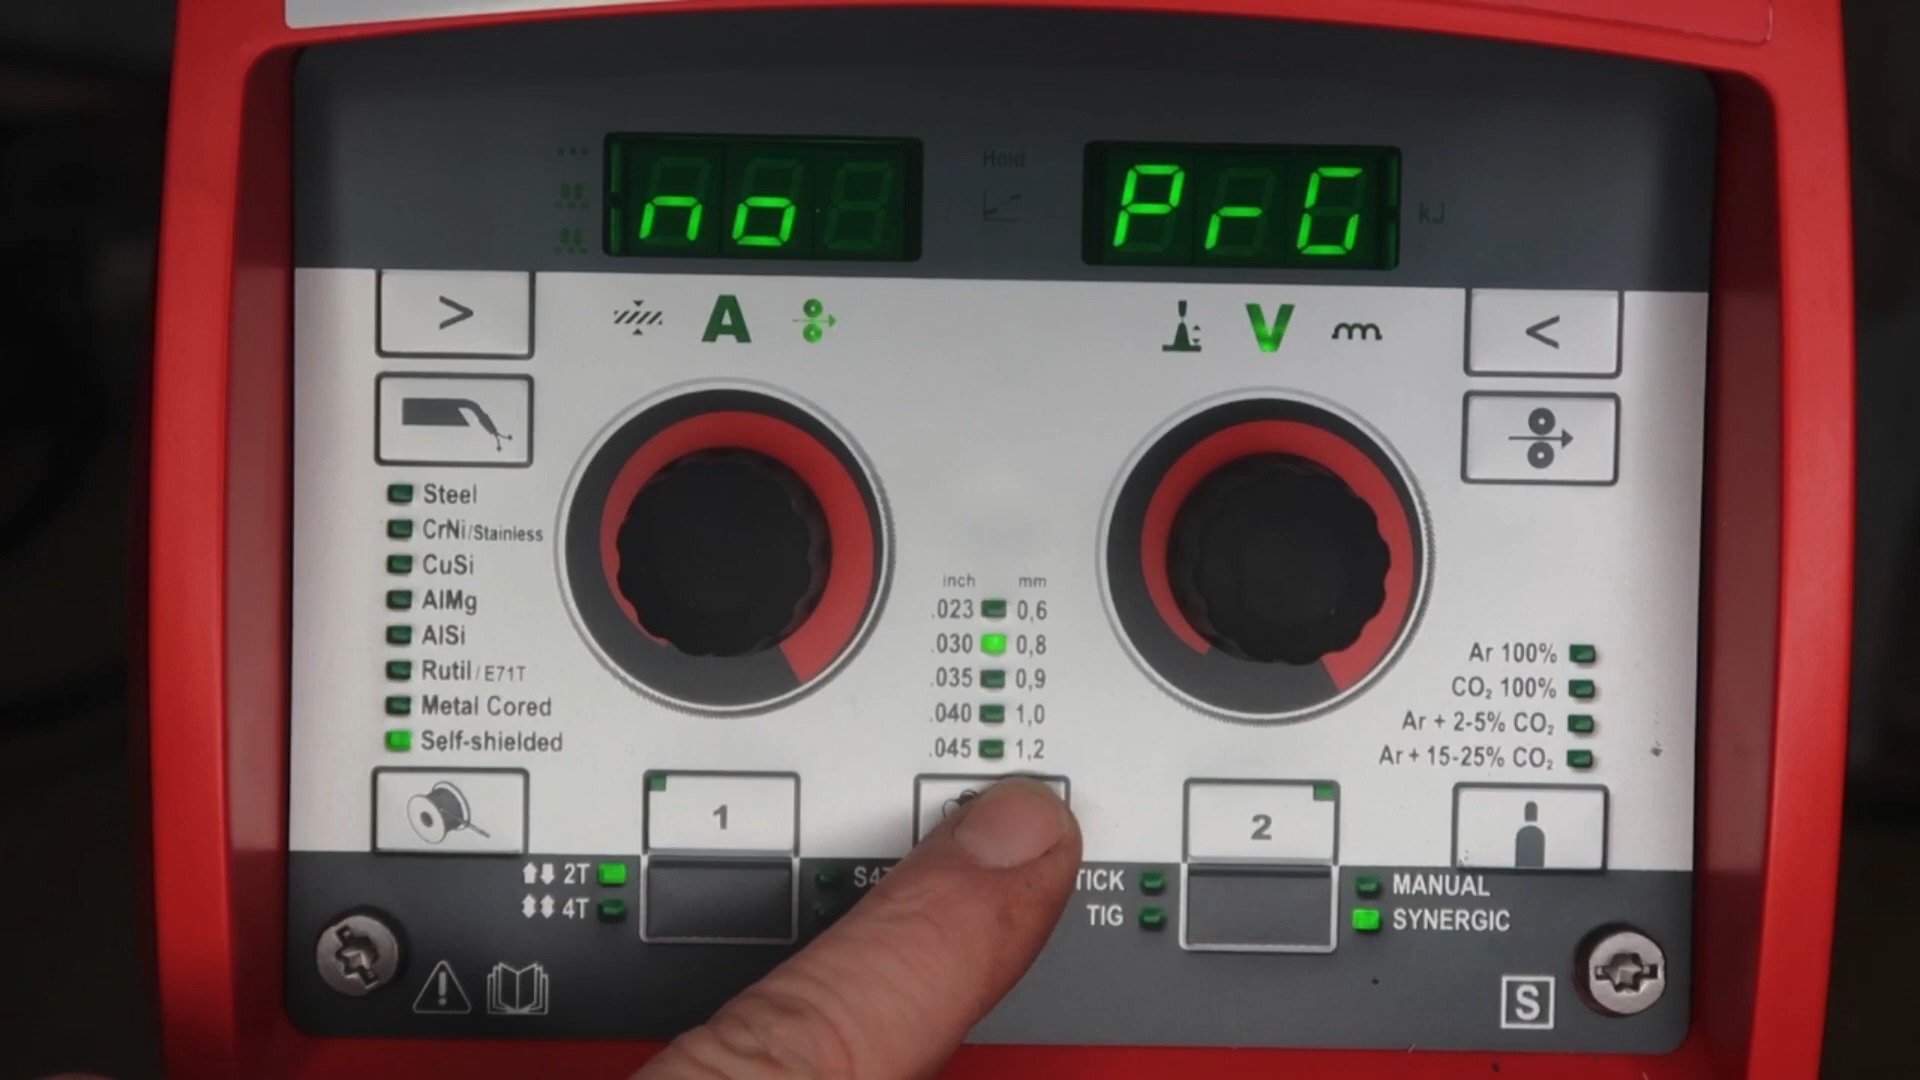 Hold
no
PrG
kJ
>
A
V
<
Steel
CrNi/Stainless
CuSi
AlMg
AlSi
Rutil/E71T
Metal Cored
Self-shielded
inch mm
.023 0,6
.030 0,8
.035 0,9
.040 1,0
.045 1,2
Ar 100%
CO₂ 100%
Ar + 2-5% CO₂
Ar + 15-25% CO₂
1
2
2T
4T
TIG
MANUAL
SYNERGIC
S